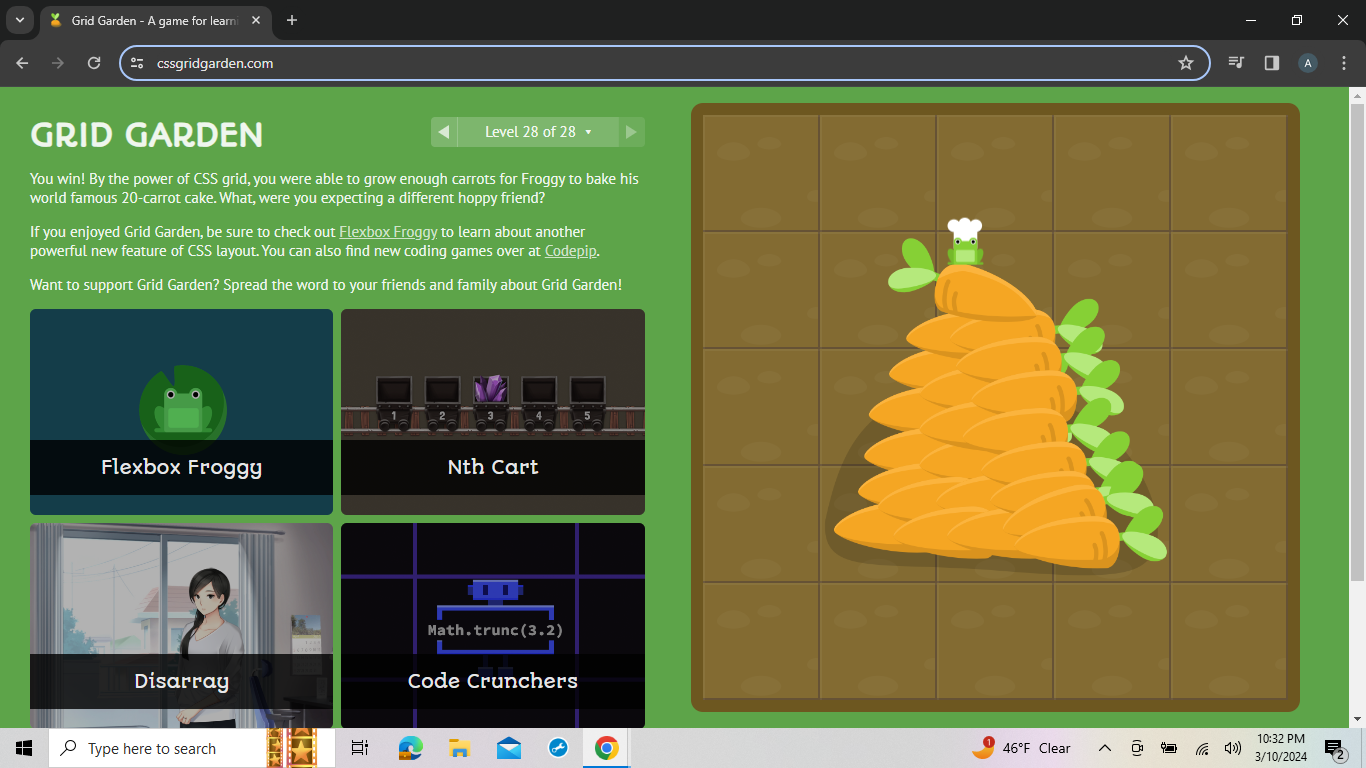 Grid Garden - A game for learni
cssgridgarden.com
A
GRID GARDEN
Level 28 of 28
You win! By the power of CSS grid, you were able to grow enough carrots for Froggy to bake his
world famous 20-carrot cake. What, were you expecting a different hoppy friend?
If you enjoyed Grid Garden, be sure to check out Flexbox Froggy to learn about another
powerful new feature of CSS layout. You can also find new coding games over at Codepip.
Want to support Grid Garden? Spread the word to your friends and family about Grid Garden!
1 2 3 4 5
Flexbox Froggy
Nth Cart
Math.trunc(3.2)
Disarray
Code Crunchers
Type here to search
1
46°F Clear
10:32 PM
3/10/2024
2